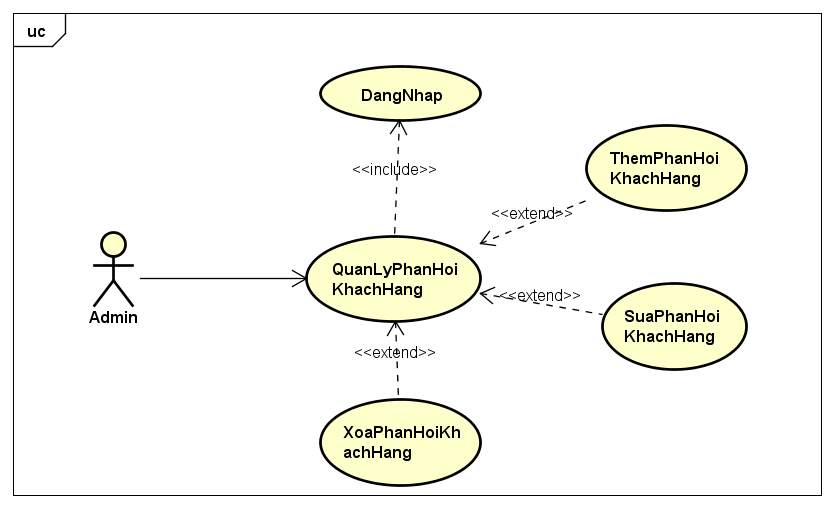 uc
DangNhap
<<include>>
ThemPhanHoi
KhachHang
<<extend>>
QuanLyPhanHoi
KhachHang
<<extend>>
SuaPhanHoi
KhachHang
Admin
<<extend>>
XoaPhanHoiKh
achHang